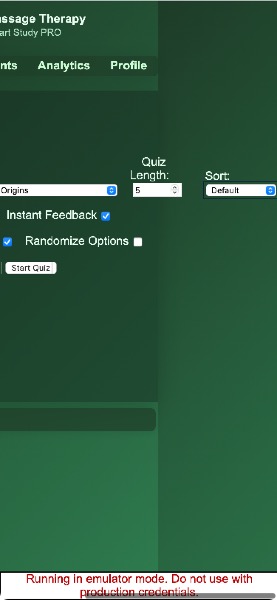 ssage Therapy
art Study PRO
nts Analytics Profile
Quiz
Length:
Sort:
Origins
5
Default
Instant Feedback
Randomize Options
Start Quiz
Running in emulator mode. Do not use with
production credentials.